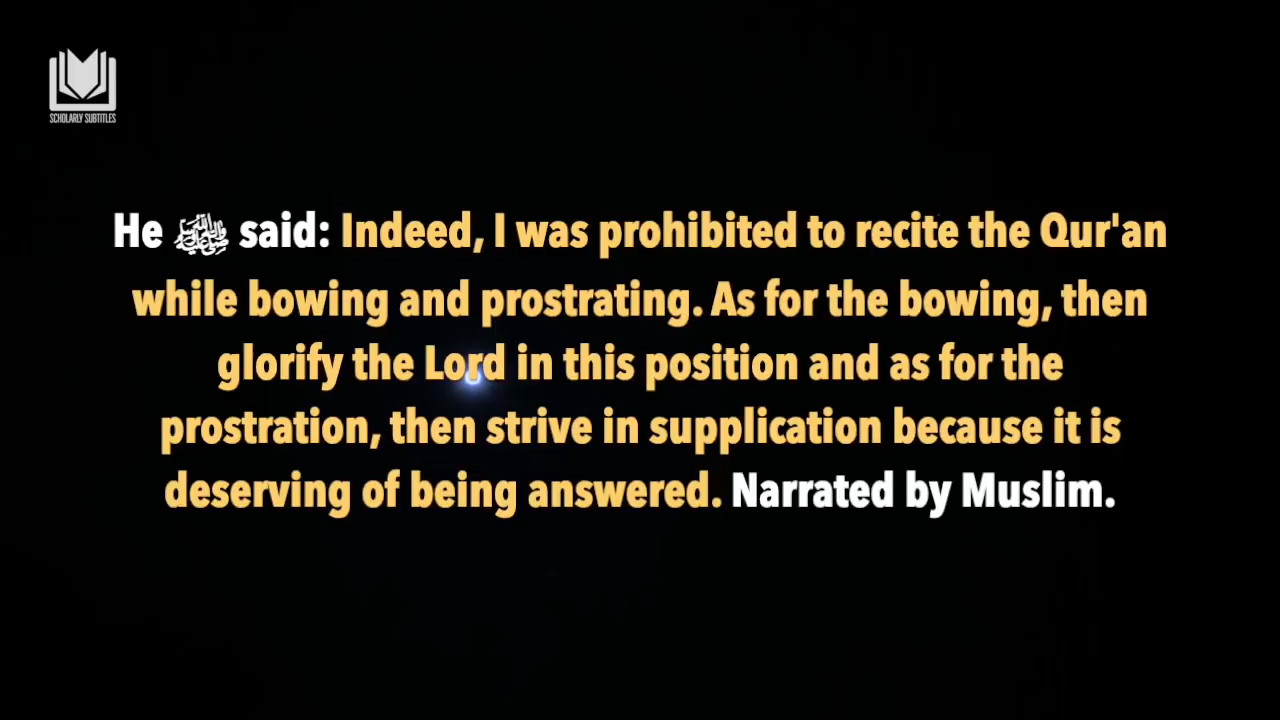 SCHOLARLY SUBTITLES
He ﷺ said: Indeed, I was prohibited to recite the Qur'an
while bowing and prostrating. As for the bowing, then
glorify the Lord in this position and as for the
prostration, then strive in supplication because it is
deserving of being answered. Narrated by Muslim.